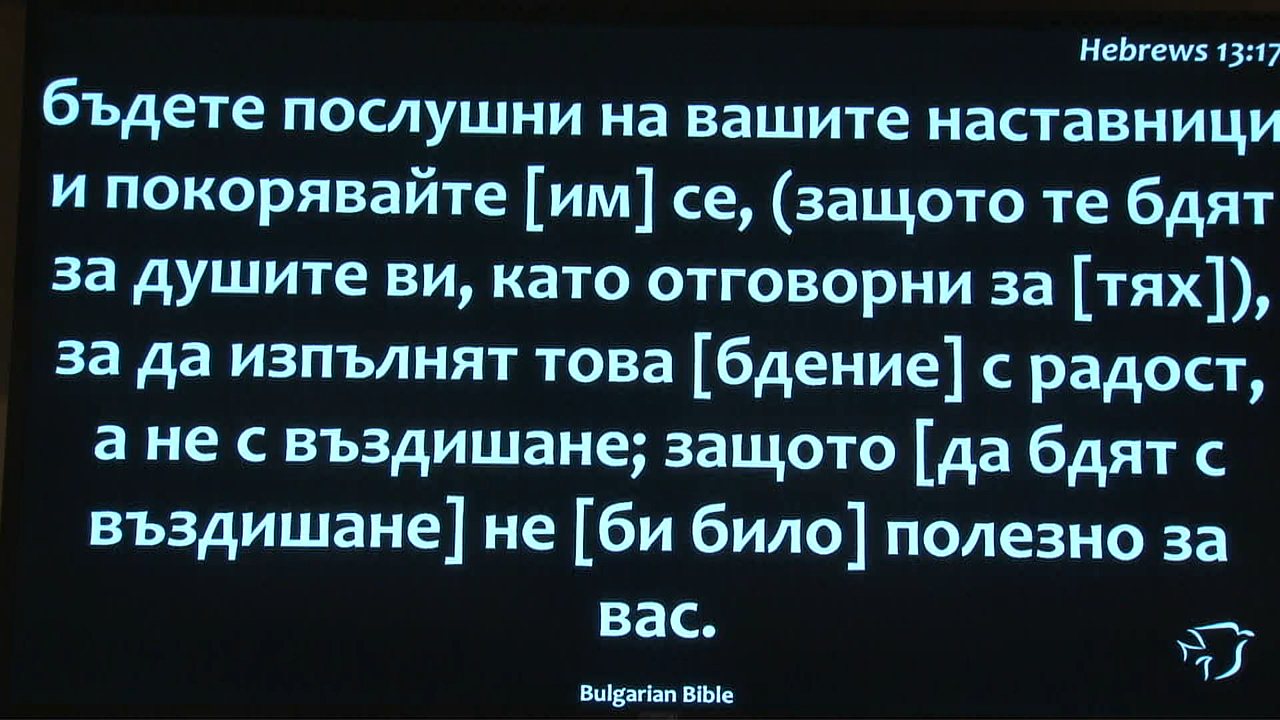 Hebrews 13:17
бъдете послушни на вашите наставници
и покорявайте [им] се, (защото те бдят
за душите ви, като отговорни за [тях]),
за да изпълнят това [бдение] с радост,
а не с въздишане; защото [да бдят с
въздишане] не [би било] полезно за
вас.
Bulgarian Bible